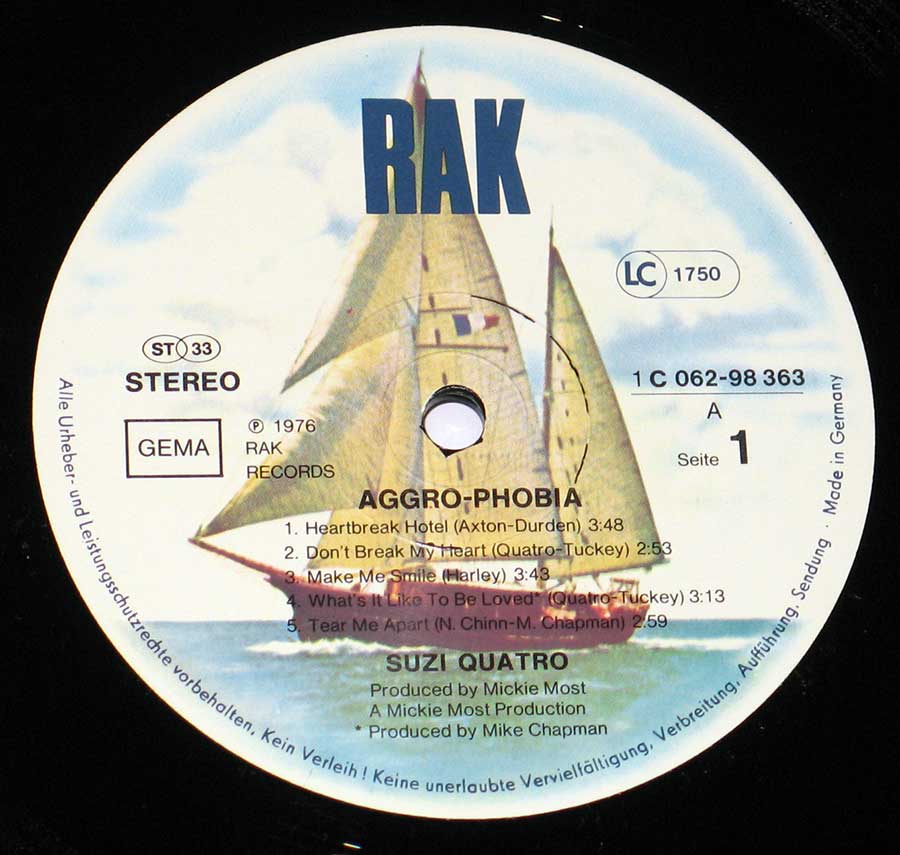 RAK
LC 1750
ST 33
STEREO
1 C 062-98 363
A
Seite 1
GEMA
℗ 1976
RAK
RECORDS
AGGRO-PHOBIA
1. Heartbreak Hotel (Axton-Durden) 3:48
2. Don't Break My Heart (Quatro-Tuckey) 2:53
3. Make Me Smile (Harley) 3:43
4. What's It Like To Be Loved* (Quatro-Tuckey) 3:13
5. Tear Me Apart (N. Chinn-M. Chapman) 2:59
SUZI QUATRO
Produced by Mickie Most
A Mickie Most Production
* Produced by Mike Chapman
Alle Urheber- und Leistungsschutzrechte vorbehalten, Kein Verleih! Keine unerlaubte Vervielfältigung, Verbreitung, Aufführung, Sendung · Made in Germany